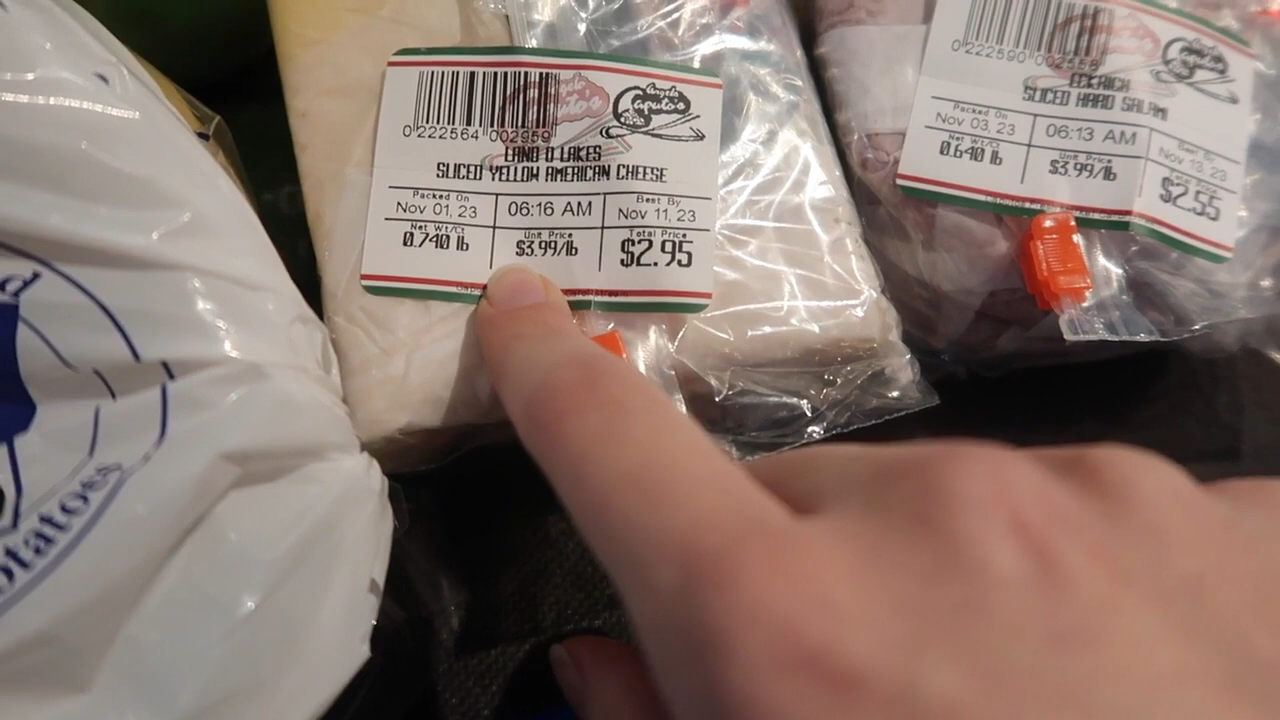 Angelo
Caputo's
0 222564 002959
LAND O LAKES
SLICED YELLOW AMERICAN CHEESE
Packed On
Nov 01, 23
06:16 AM
Best By
Nov 11, 23
Net Wt/Ct
0.740 lb
Unit Price
$3.99/lb
Total Price
$2.95
0 222590 002558
ECKRICH
SLICED HARD SALAMI
Packed On
Nov 03, 23
06:13 AM
Best By
Nov 13, 23
Net Wt/Ct
0.640 lb
Unit Price
$3.99/lb
Total Price
$2.55